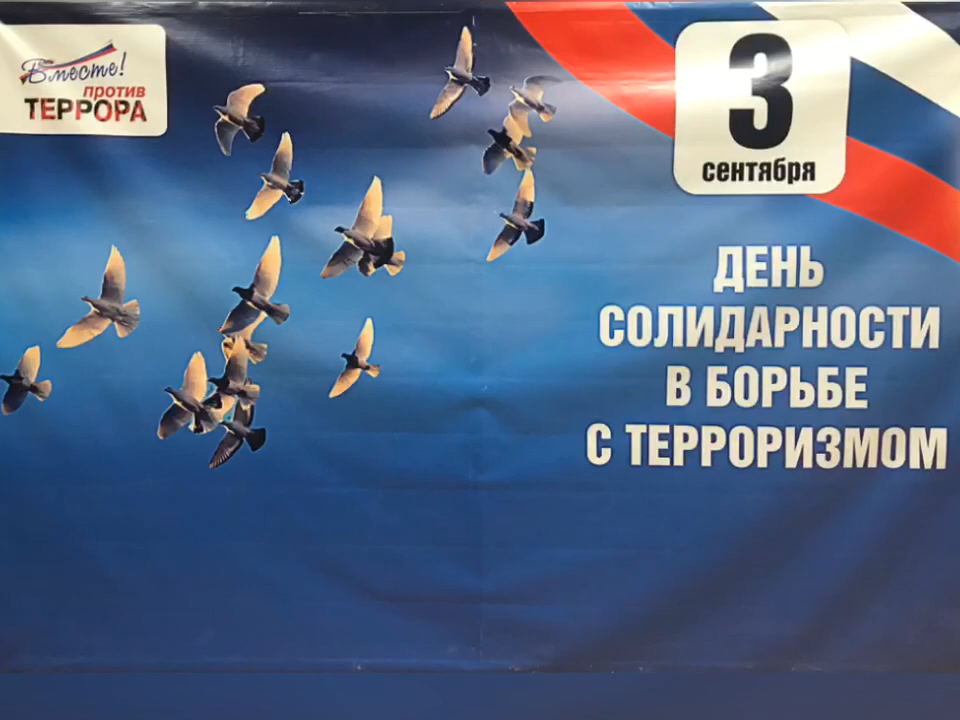 Вместе!
против
ТЕРРОРА
3
сентября
ДЕНЬ
СОЛИДАРНОСТИ
В БОРЬБЕ
С ТЕРРОРИЗМОМ